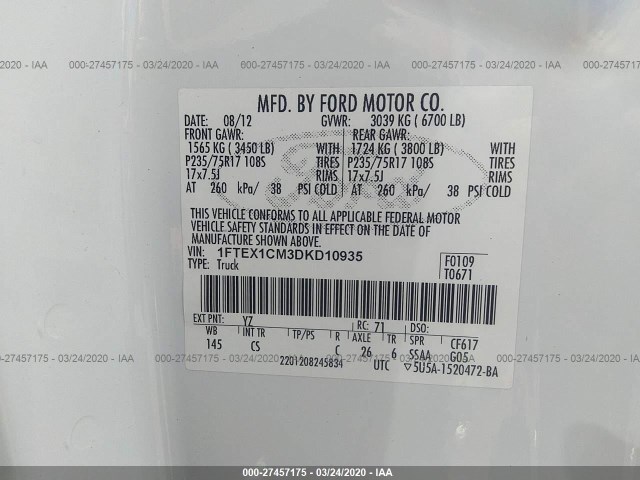 000-27457175 - 03/24/2020 - IAA
MFD. BY FORD MOTOR CO.
DATE: 08/12 GVWR: 3039 KG ( 6700 LB)
FRONT GAWR: REAR GAWR:
1565 KG ( 3450 LB) WITH 1724 KG ( 3800 LB) WITH
P235/75R17 108S TIRES P235/75R17 108S TIRES
17x7.5J RIMS 17x7.5J RIMS
AT 260 kPa/ 38 PSI COLD AT 260 kPa/ 38 PSI COLD
Ford
THIS VEHICLE CONFORMS TO ALL APPLICABLE FEDERAL MOTOR
VEHICLE SAFETY STANDARDS IN EFFECT ON THE DATE OF
MANUFACTURE SHOWN ABOVE.
VIN: 1FTEX1CM3DKD10935
TYPE: Truck
F0109
T0671
EXT PNT: YZ RC: 71 DSO:
WB INT TR TP/PS R AXLE TR SPR CF617
145 CS C 26 6 SSAA G05
2201208245834 UTC ▽5U5A-1520472-BA
000-27457175 - 03/24/2020 - IAA